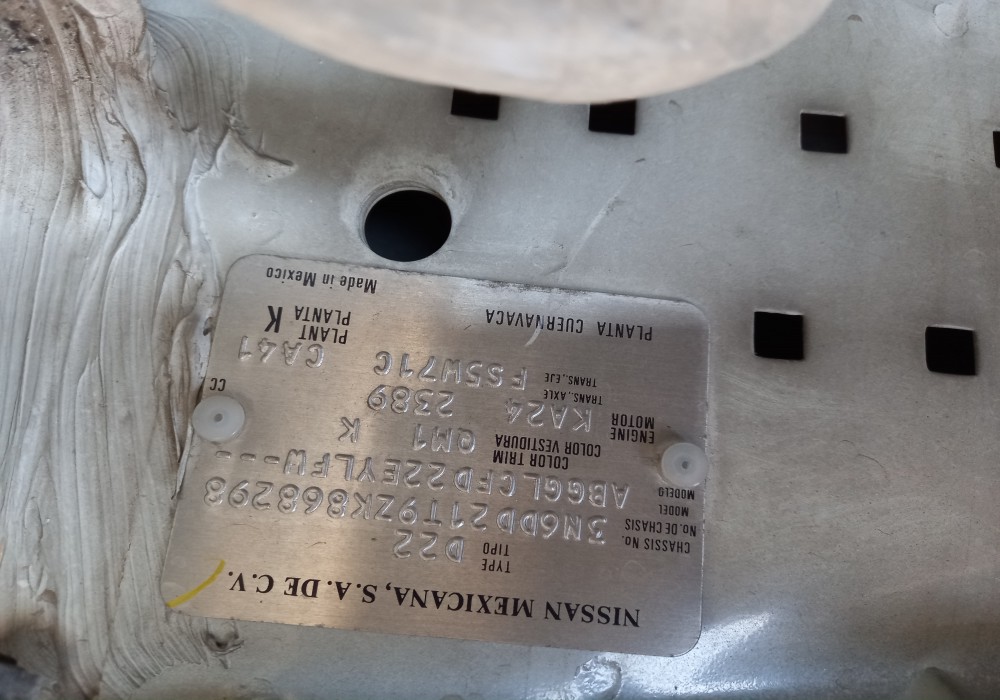 NISSAN MEXICANA, S.A. DE C.V.
TYPE
TIPO D22
CHASSIS No.
No. DE CHASIS 3N6DD21T9ZK868298
MODEL
MODELO ABGGLCFD22EYLFW---
COLOR TRIM
COLOR VESTIDURA QM1 K
ENGINE
MOTOR KA24 2389 CC
TRANS., AXLE
TRANS., EJE FS5W71C CA41
PLANT
PLANTA K
PLANTA CUERNAVACA
Made in Mexico